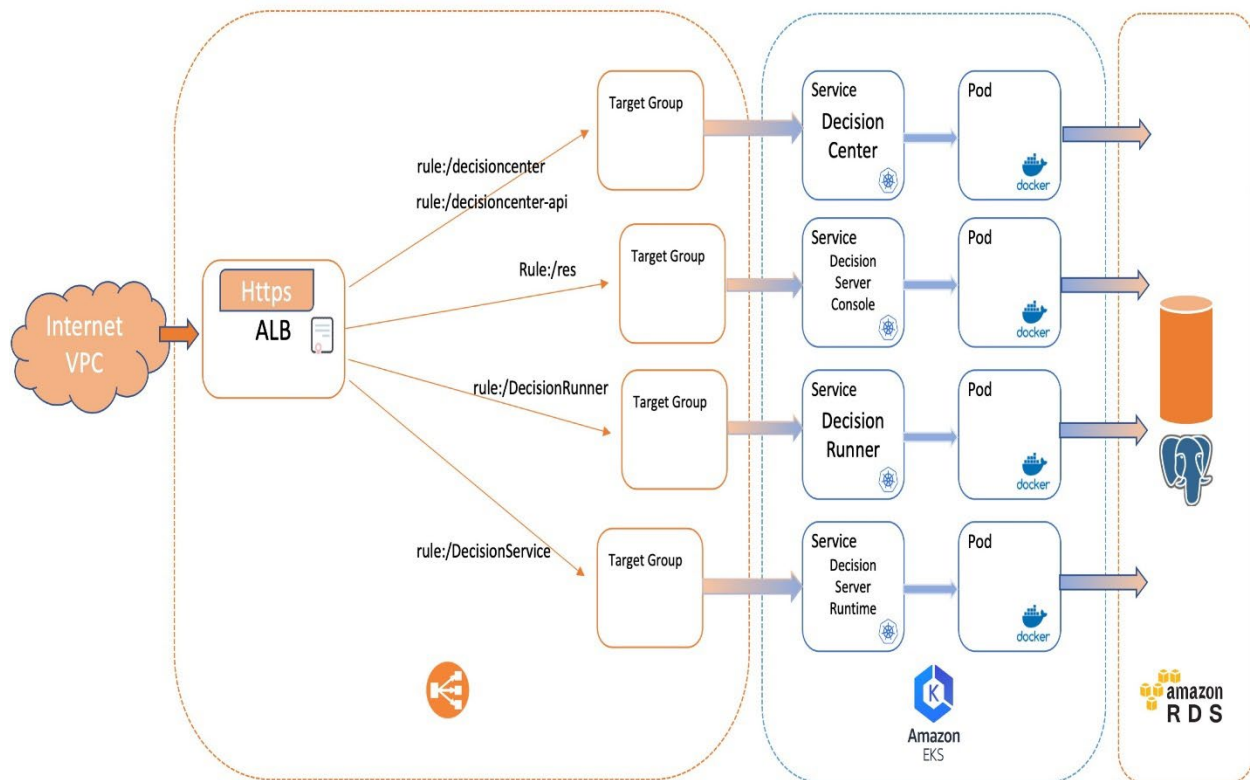 Internet
VPC
Https
ALB
rule:/decisioncenter
rule:/decisioncenter-api
Rule:/res
rule:/DecisionRunner
rule:/DecisionService
Target Group
Target Group
Target Group
Target Group
Service
Decision
Center
Pod
docker
Service
Decision
Server
Console
Pod
docker
Service
Decision
Runner
Pod
docker
Service
Decision
Server
Runtime
Pod
docker
K
Amazon
EKS
amazon
RDS